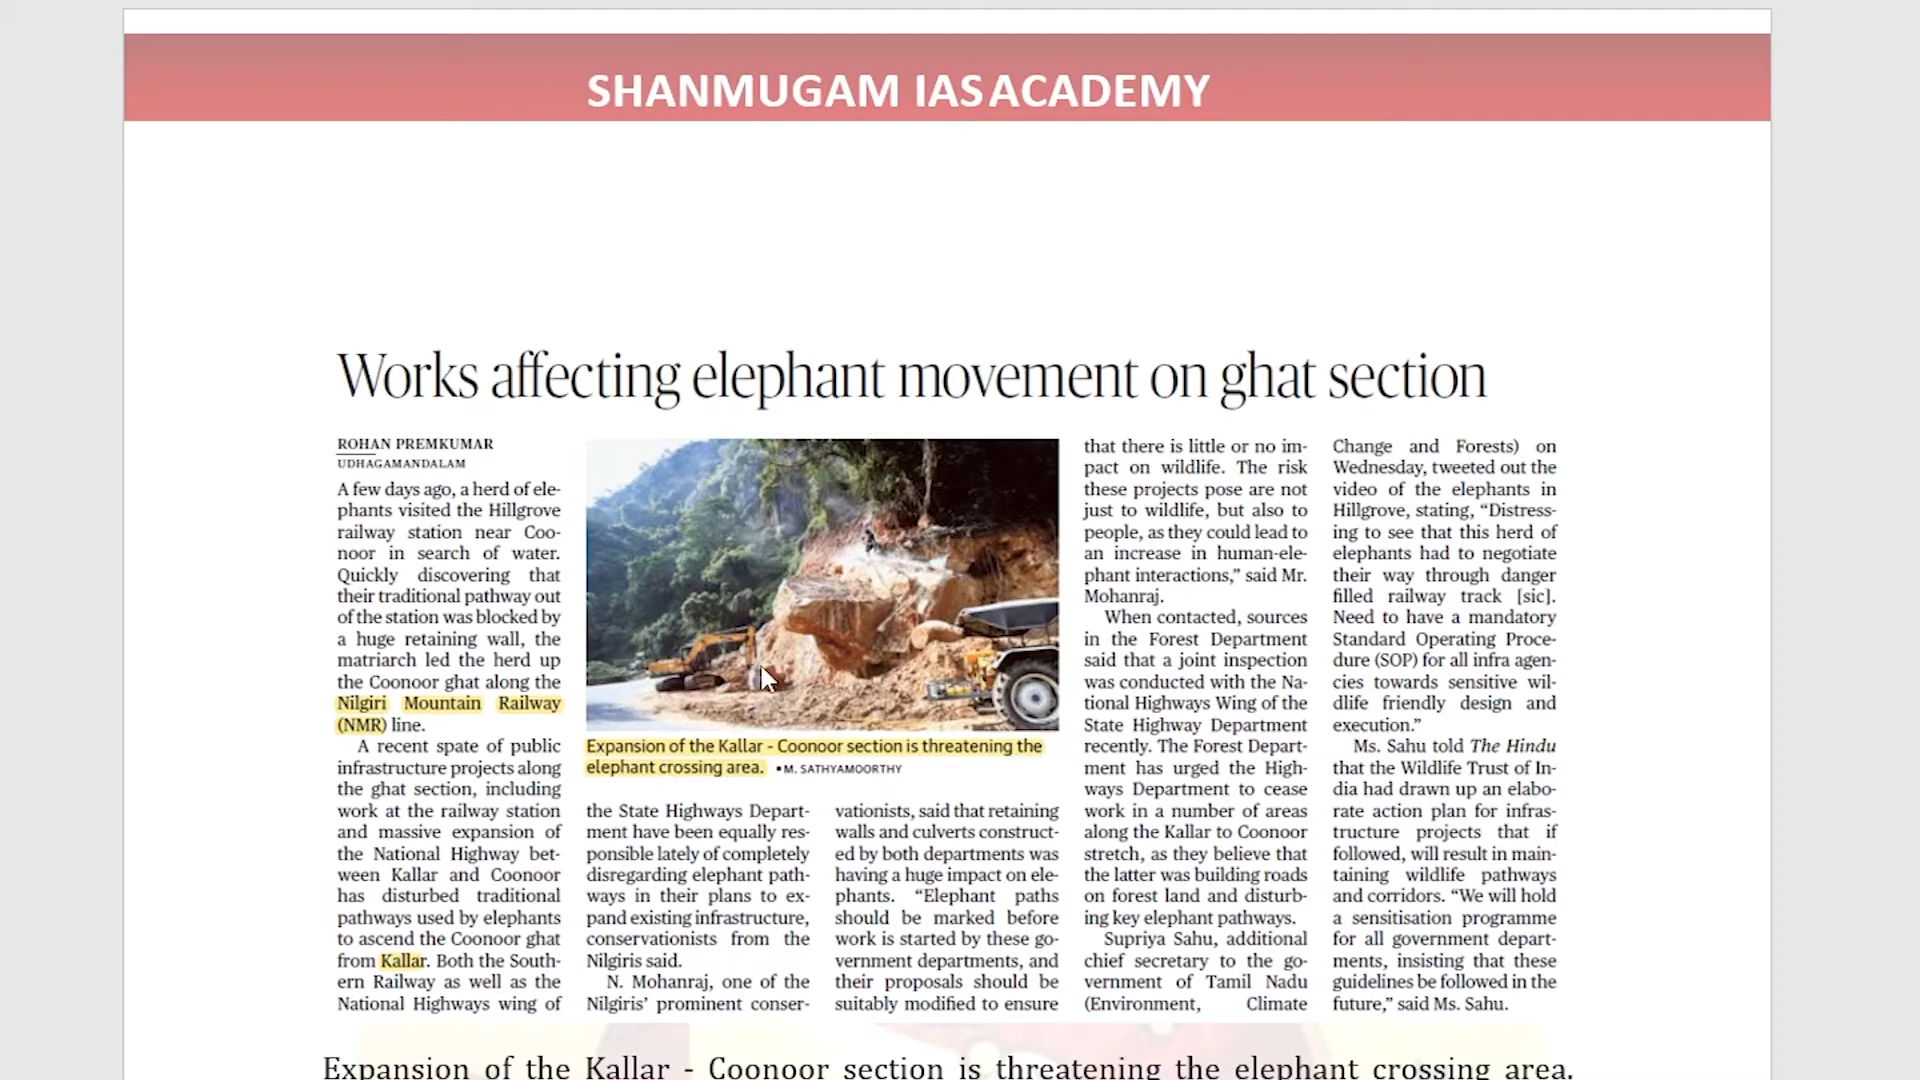 SHANMUGAM IAS ACADEMY
Works affecting elephant movement on ghat section
ROHAN PREMKUMAR
UDHAGAMANDALAM
A few days ago, a herd of ele-
phants visited the Hillgrove
railway station near Coo-
noor in search of water.
Quickly discovering that
their traditional pathway out
of the station was blocked by
a huge retaining wall, the
matriarch led the herd up
the Coonoor ghat along the
Nilgiri Mountain Railway
(NMR) line.
A recent spate of public
infrastructure projects along
the ghat section, including
work at the railway station
and massive expansion of
the National Highway bet-
ween Kallar and Coonoor
has disturbed traditional
pathways used by elephants
to ascend the Coonoor ghat
from Kallar. Both the South-
ern Railway as well as the
National Highways wing of
Expansion of the Kallar - Coonoor section is threatening the
elephant crossing area. ▪ M. SATHYAMOORTHY
the State Highways Depart-
ment have been equally res-
ponsible lately of completely
disregarding elephant path-
ways in their plans to ex-
pand existing infrastructure,
conservationists from the
Nilgiris said.
N. Mohanraj, one of the
Nilgiris’ prominent conser-
vationists, said that retaining
walls and culverts construct-
ed by both departments was
having a huge impact on ele-
phants. “Elephant paths
should be marked before
work is started by these go-
vernment departments, and
their proposals should be
suitably modified to ensure
that there is little or no im-
pact on wildlife. The risk
these projects pose are not
just to wildlife, but also to
people, as they could lead to
an increase in human-ele-
phant interactions,” said Mr.
Mohanraj.
When contacted, sources
in the Forest Department
said that a joint inspection
was conducted with the Na-
tional Highways Wing of the
State Highway Department
recently. The Forest Depart-
ment has urged the High-
ways Department to cease
work in a number of areas
along the Kallar to Coonoor
stretch, as they believe that
the latter was building roads
on forest land and disturb-
ing key elephant pathways.
Supriya Sahu, additional
chief secretary to the go-
vernment of Tamil Nadu
(Environment, Climate
Change and Forests) on
Wednesday, tweeted out the
video of the elephants in
Hillgrove, stating, “Distress-
ing to see that this herd of
elephants had to negotiate
their way through danger
filled railway track [sic].
Need to have a mandatory
Standard Operating Proce-
dure (SOP) for all infra agen-
cies towards sensitive wil-
dlife friendly design and
execution.”
Ms. Sahu told The Hindu
that the Wildlife Trust of In-
dia had drawn up an elabo-
rate action plan for infras-
tructure projects that if
followed, will result in main-
taining wildlife pathways
and corridors. “We will hold
a sensitisation programme
for all government depart-
ments, insisting that these
guidelines be followed in the
future,” said Ms. Sahu.
Expansion of the Kallar - Coonoor section is threatening the elephant crossing area.